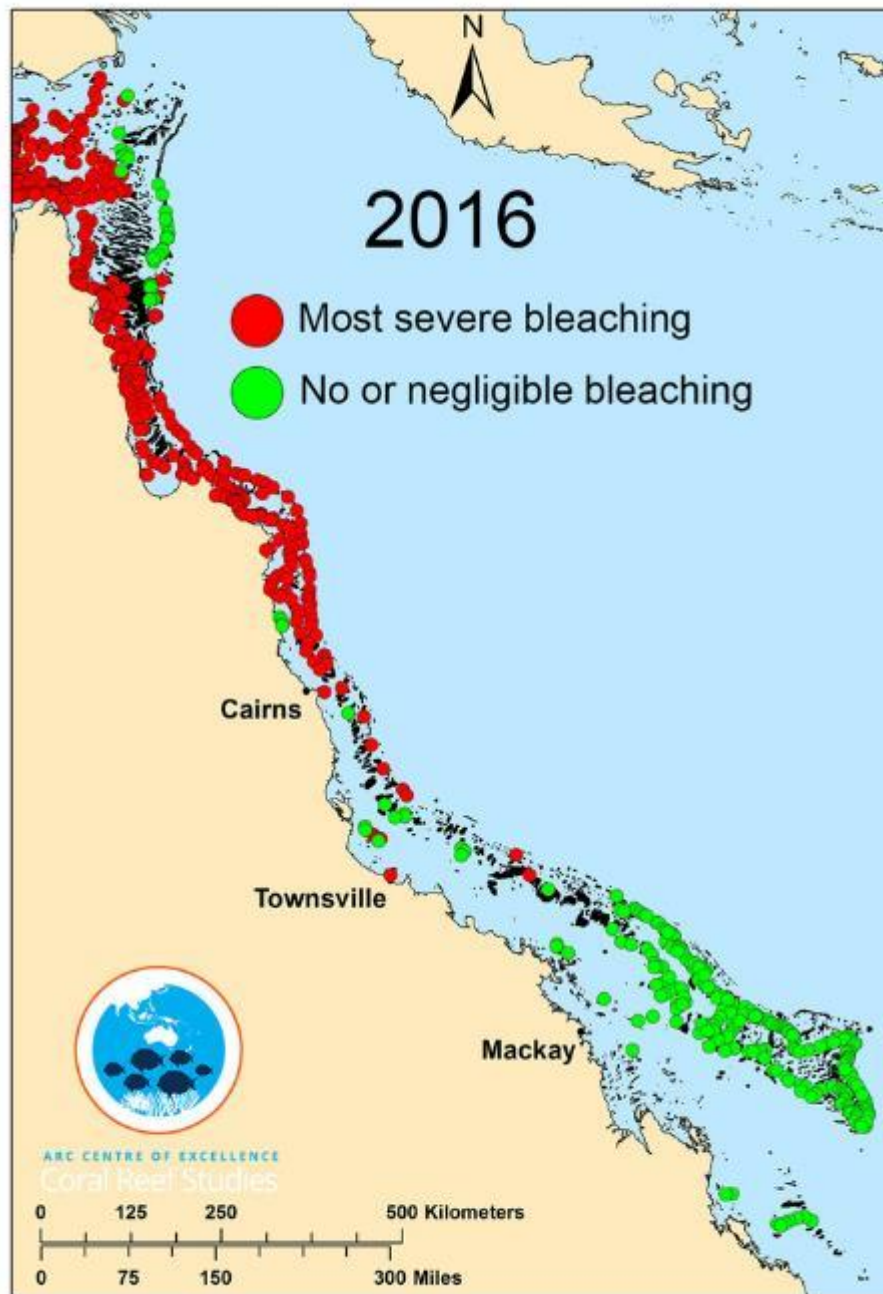 N
2016
Most severe bleaching
No or negligible bleaching
Cairns
Townsville
Mackay
ARC CENTRE OF EXCELLENCE
Coral Reef Studies
0 125 250 500 Kilometers
0 75 150 300 Miles